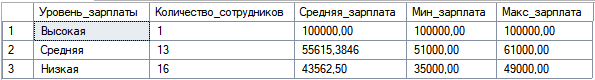 Уровень_зарплаты Количество_сотрудников Средняя_зарплата Мин_зарплата Макс_зарплата
1 Высокая 1 100000,00 100000,00 100000,00
2 Средняя 13 55615,3846 51000,00 61000,00
3 Низкая 16 43562,50 35000,00 49000,00